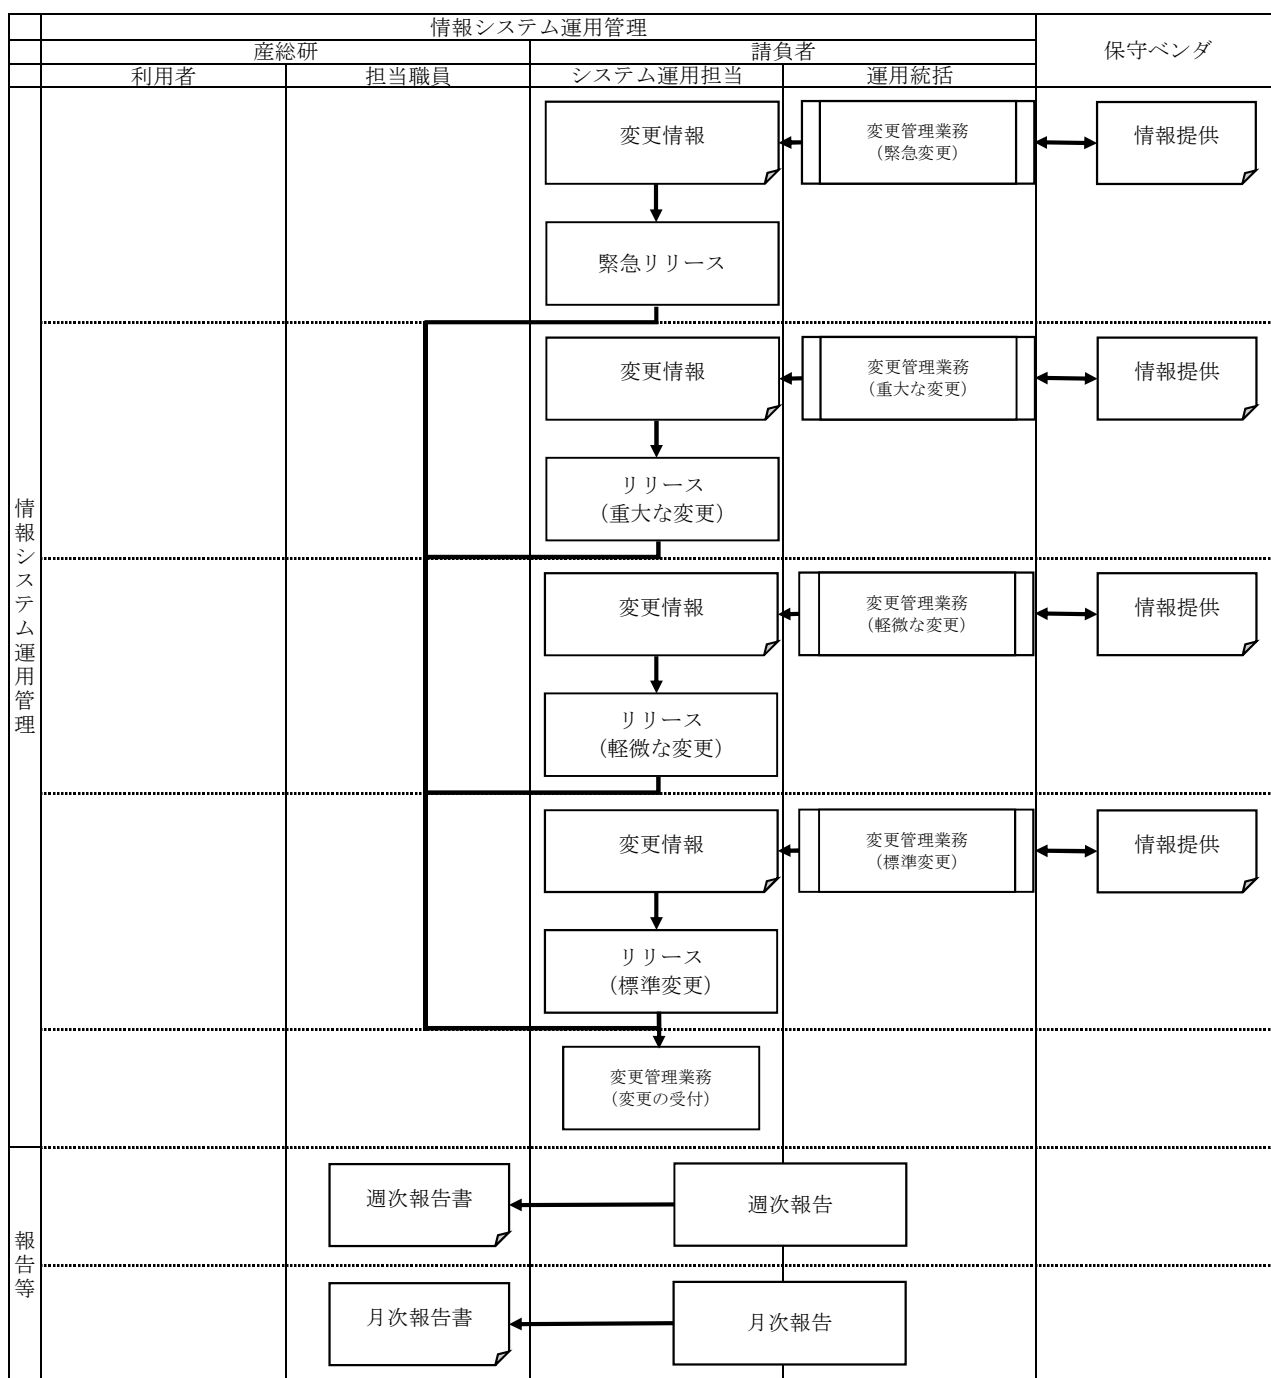 情報システム運用管理
産総研
請負者
保守ベンダ
利用者
担当職員
システム運用担当
運用統括
情報システム運用管理
変更情報
変更管理業務
（緊急変更）
情報提供
緊急リリース
変更情報
変更管理業務
（重大な変更）
情報提供
リリース
（重大な変更）
変更情報
変更管理業務
（軽微な変更）
情報提供
リリース
（軽微な変更）
変更情報
変更管理業務
（標準変更）
情報提供
リリース
（標準変更）
変更管理業務
（変更の受付）
報告等
週次報告書
週次報告
月次報告書
月次報告